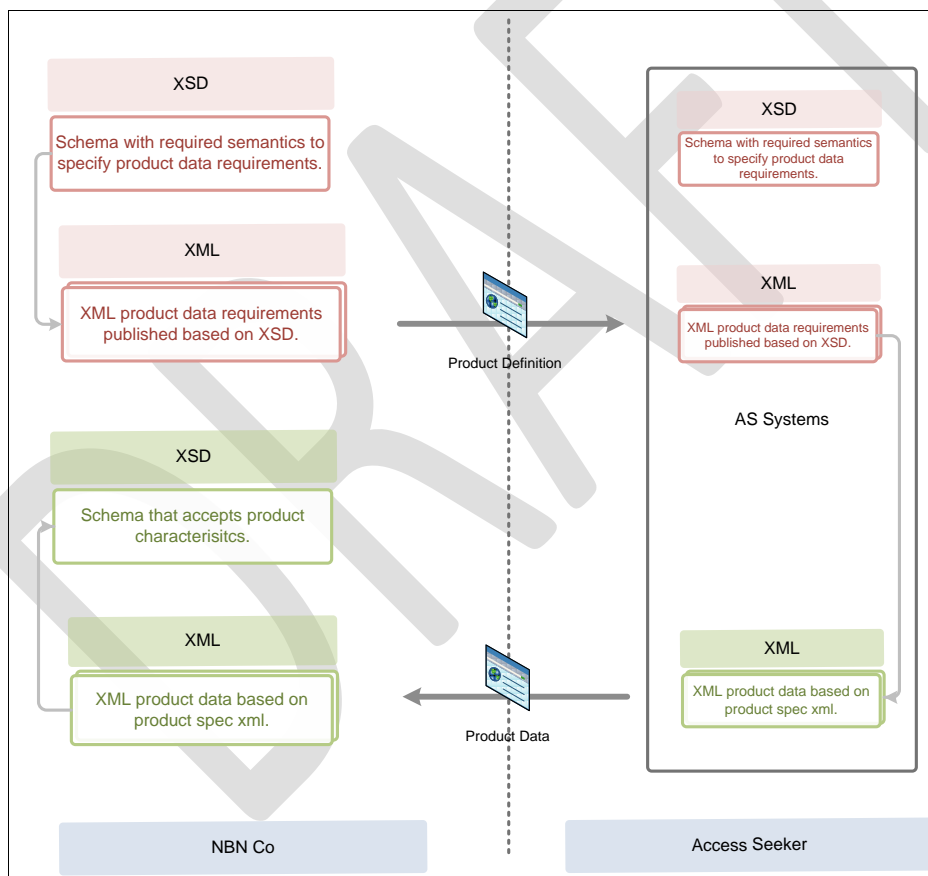 XSD
Schema with required semantics to
specify product data requirements.
XML
XML product data requirements
published based on XSD.
XSD
Schema that accepts product
characterisitcs.
XML
XML product data based on
product spec xml.
NBN Co
Product Definition
Product Data
XSD
Schema with required semantics
to specify product data
requirements.
XML
XML product data requirements
published based on XSD.
AS Systems
XML
XML product data based on
product spec xml.
Access Seeker
DRAFT